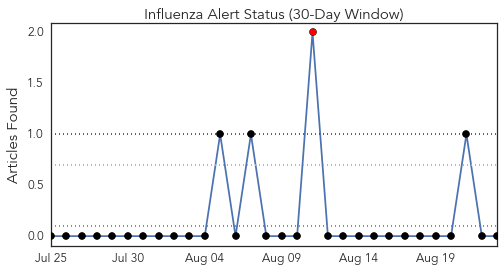 Influenza Alert Status (30-Day Window)
Articles Found
2.0
1.5
1.0
0.5
0.0
Jul 25 Jul 30 Aug 04 Aug 09 Aug 14 Aug 19